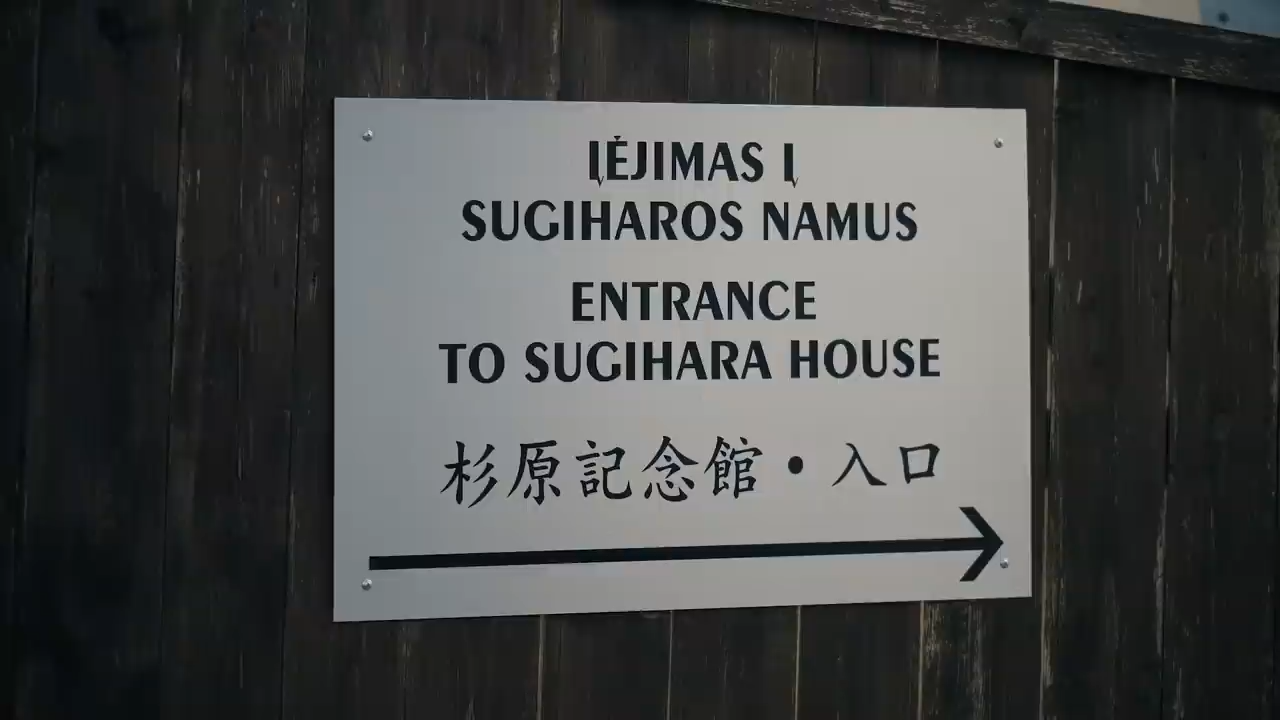 ĮĖJIMAS Į
SUGIHAROS NAMUS
ENTRANCE
TO SUGIHARA HOUSE
杉原記念館・入口